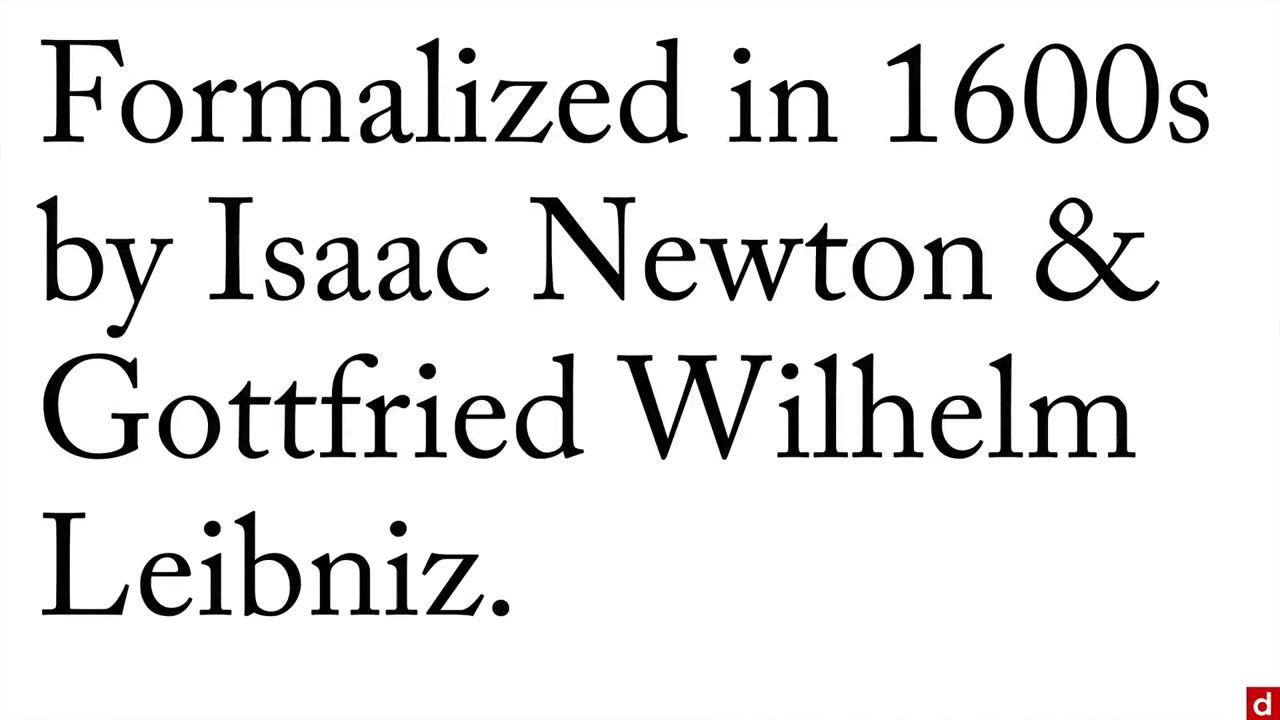 Formalized in 1600s
by Isaac Newton &
Gottfried Wilhelm
Leibniz.
d